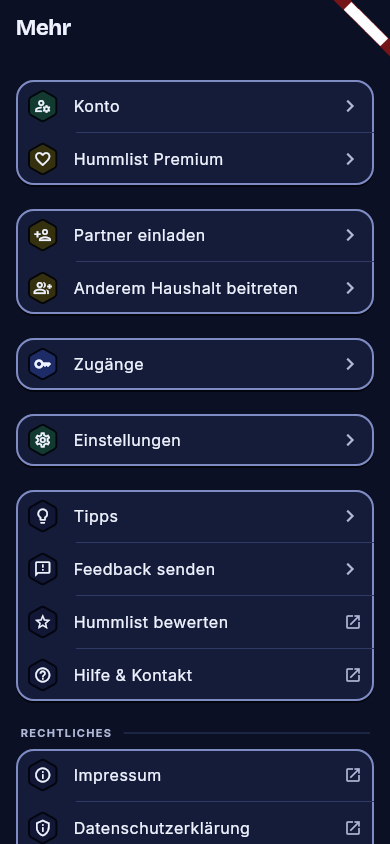 Mehr
Konto
Hummlist Premium
Partner einladen
Anderem Haushalt beitreten
Zugänge
Einstellungen
Tipps
Feedback senden
Hummlist bewerten
Hilfe & Kontakt
RECHTLICHES
Impressum
Datenschutzerklärung